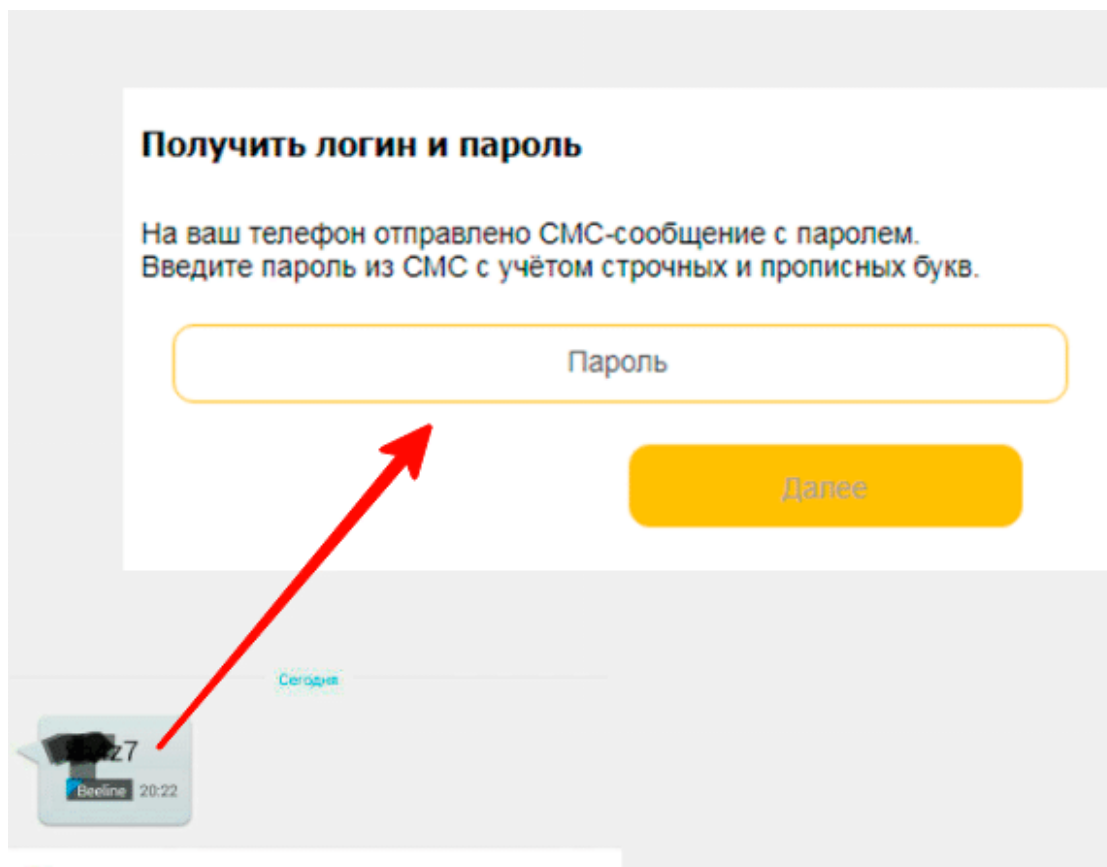 Получить логин и пароль
На ваш телефон отправлено СМС-сообщение с паролем.
Введите пароль из СМС с учётом строчных и прописных букв.
Пароль
Далее
Сегодня
Beeline 20:22